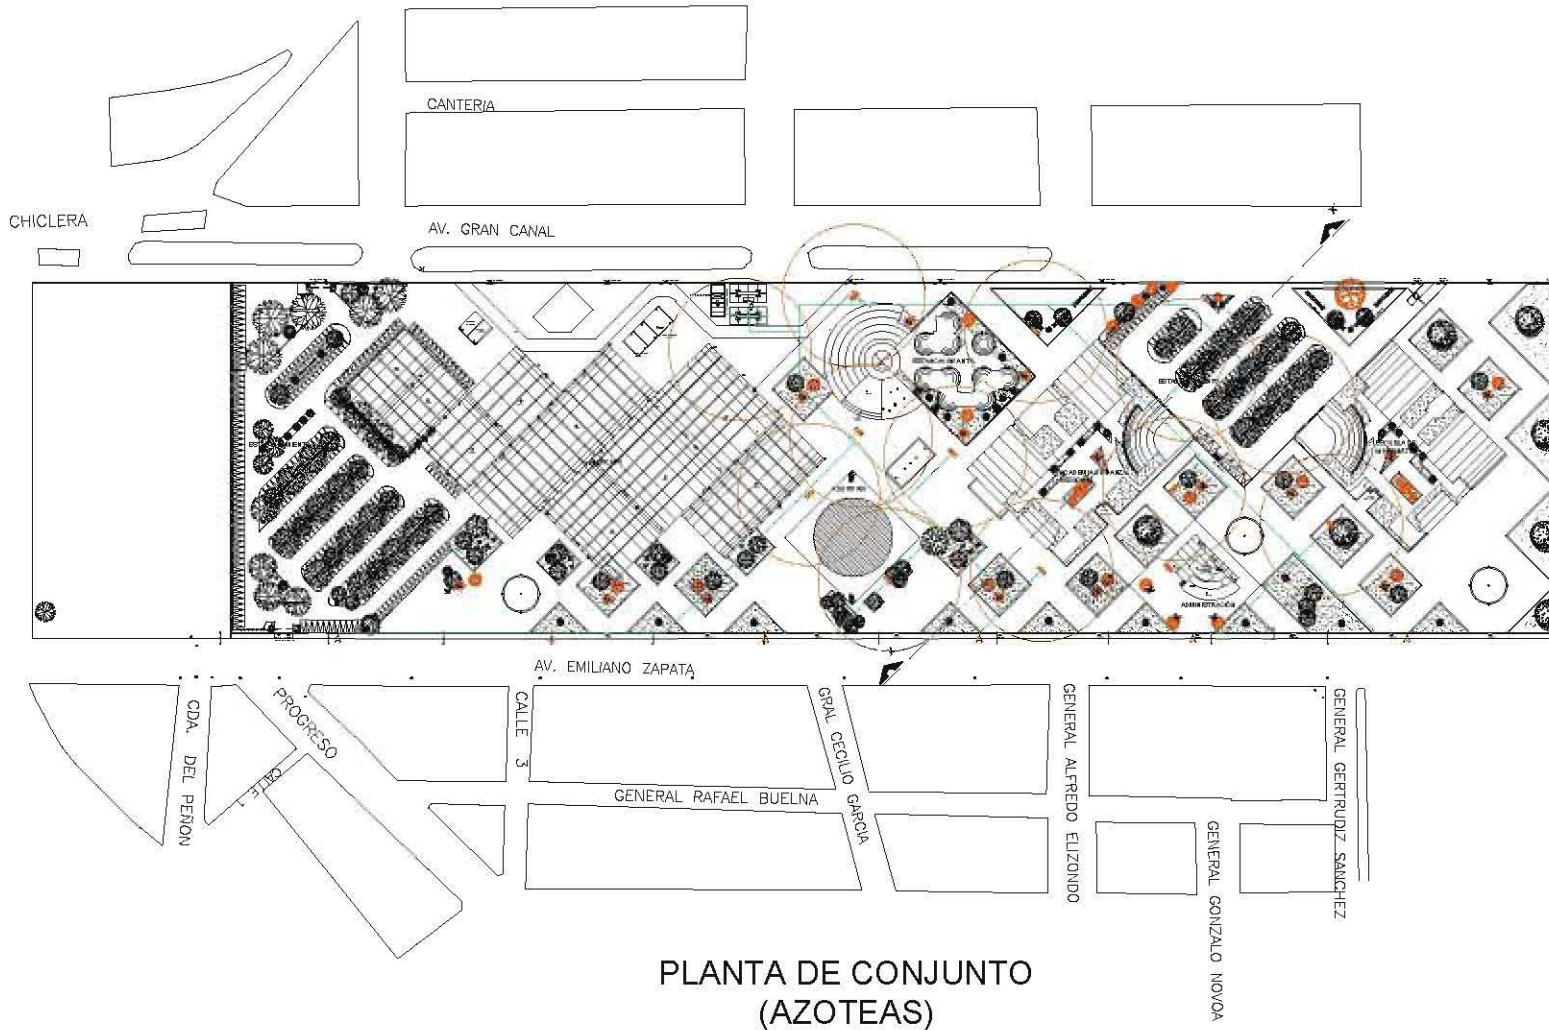 CANTERIA
CHICLERA
AV. GRAN CANAL
ADMINISTRACIÓN
AV. EMILIANO ZAPATA
CDA. DEL PEÑON
PROGRESO
CALLE 1
CALLE 3
GENERAL RAFAEL BUELNA
GRAL CECILIO GARCIA
GENERAL ALFREDO ELIZONDO
GENERAL GONZALO NOVOA
GENERAL GERTRUDIZ SANCHEZ
PLANTA DE CONJUNTO
(AZOTEAS)